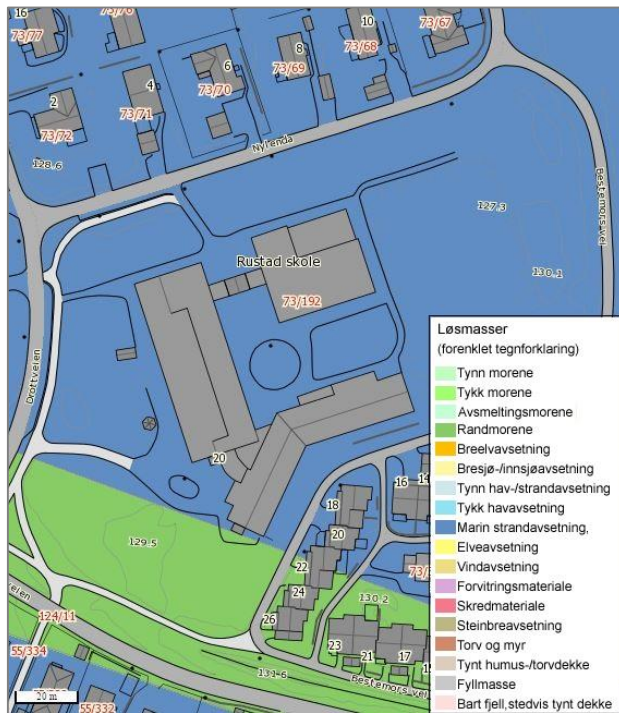 16
73/77
10
73/67
8
73/68
6
73/69
4
73/70
2
73/71
73/72
Nylenda
128.6
Bestemors vei
127.3
Rustad skole
130.1
73/192
Drottveien
20
18
16
14
20
129.5
22
24
130.2
26
124/11
23
21
17
55/334
131.6
Bestemors vei
20 m
55/332
Løsmasser
(forenklet tegnforklaring)
Tynn morene
Tykk morene
Avsmeltingsmorene
Randmorene
Breelvavsetning
Bresjø-/innsjøavsetning
Tynn hav-/strandavsetning
Tykk havavsetning
Marin strandavsetning,
Elveavsetning
Vindavsetning
Forvitringsmateriale
Skredmateriale
Steinbreavsetning
Torv og myr
Tynt humus-/torvdekke
Fyllmasse
Bart fjell,stedvis tynt dekke